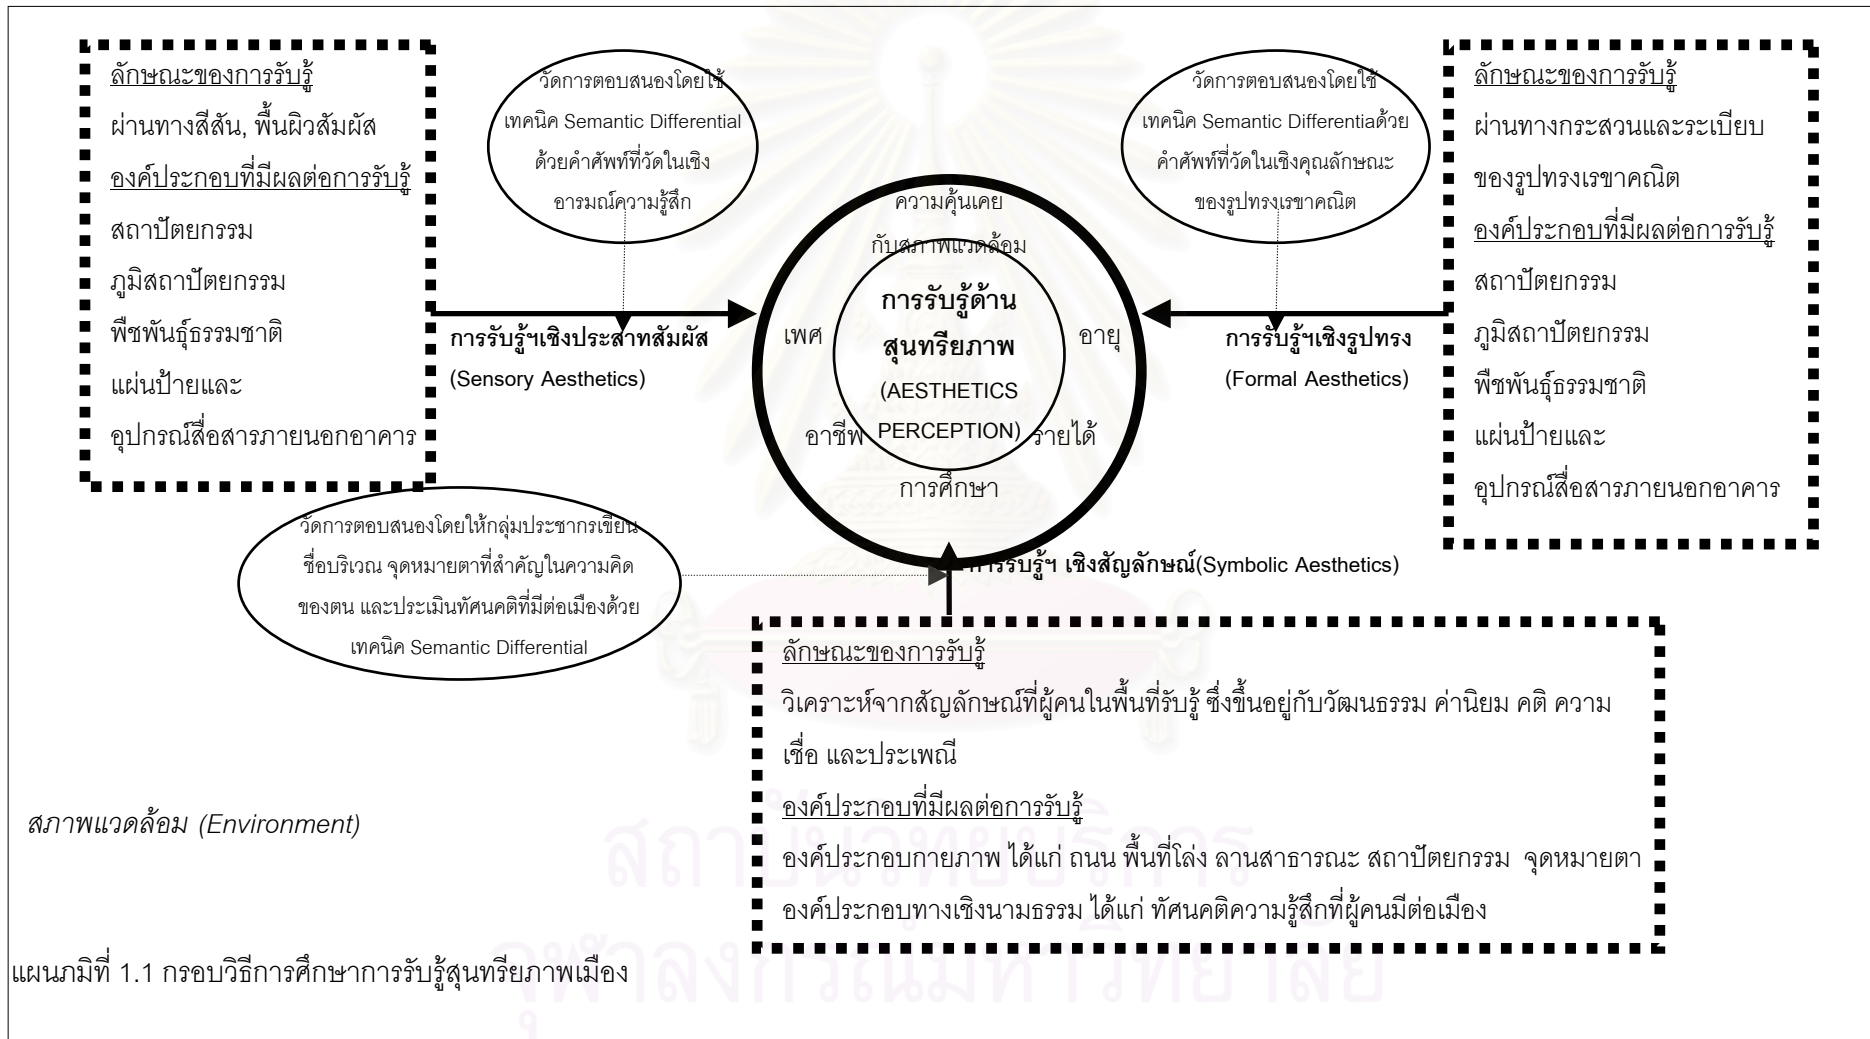 ลักษณะของการรับรู้
ผ่านทางสีสัน, พื้นผิวสัมผัส
องค์ประกอบที่มีผลต่อการรับรู้
สถาปัตยกรรม
ภูมิสถาปัตยกรรม
พืชพันธุ์ธรรมชาติ
แผ่นป้ายและ
อุปกรณ์สื่อสารภายนอกอาคาร
วัดการตอบสนองโดยใช้
เทคนิค Semantic Differential
ด้วยคำศัพท์ที่วัดในเชิง
อารมณ์ความรู้สึก
การรับรู้ฯเชิงประสาทสัมผัส
(Sensory Aesthetics)
ความคุ้นเคย
กับสภาพแวดล้อม
การรับรู้ด้าน
สุนทรียภาพ
(AESTHETICS
PERCEPTION)
เพศ
อายุ
อาชีพ
รายได้
การศึกษา
วัดการตอบสนองโดยใช้
เทคนิค Semantic Differentiaด้วย
คำศัพท์ที่วัดในเชิงคุณลักษณะ
ของรูปทรงเรขาคณิต
การรับรู้ฯเชิงรูปทรง
(Formal Aesthetics)
ลักษณะของการรับรู้
ผ่านทางกระสวนและระเบียบ
ของรูปทรงเรขาคณิต
องค์ประกอบที่มีผลต่อการรับรู้
สถาปัตยกรรม
ภูมิสถาปัตยกรรม
พืชพันธุ์ธรรมชาติ
แผ่นป้ายและ
อุปกรณ์สื่อสารภายนอกอาคาร
วัดการตอบสนองโดยให้กลุ่มประชากรเขียน
ชื่อบริเวณ จุดหมายตาที่สำคัญในความคิด
ของตน และประเมินทัศนคติที่มีต่อเมืองด้วย
เทคนิค Semantic Differential
การรับรู้ฯ เชิงสัญลักษณ์(Symbolic Aesthetics)
ลักษณะของการรับรู้
วิเคราะห์จากสัญลักษณ์ที่ผู้คนในพื้นที่รับรู้ ซึ่งขึ้นอยู่กับวัฒนธรรม ค่านิยม คติ ความ
เชื่อ และประเพณี
องค์ประกอบที่มีผลต่อการรับรู้
องค์ประกอบกายภาพ ได้แก่ ถนน พื้นที่โล่ง ลานสาธารณะ สถาปัตยกรรม จุดหมายตา
องค์ประกอบทางเชิงนามธรรม ได้แก่ ทัศนคติความรู้สึกที่ผู้คนมีต่อเมือง
สภาพแวดล้อม (Environment)
สถาบันวิทยบริการ
จุฬาลงกรณ์มหาวิทยาลัย
แผนภมิที่ 1.1 กรอบวิธีการศึกษาการรับรู้สุนทรียภาพเมือง